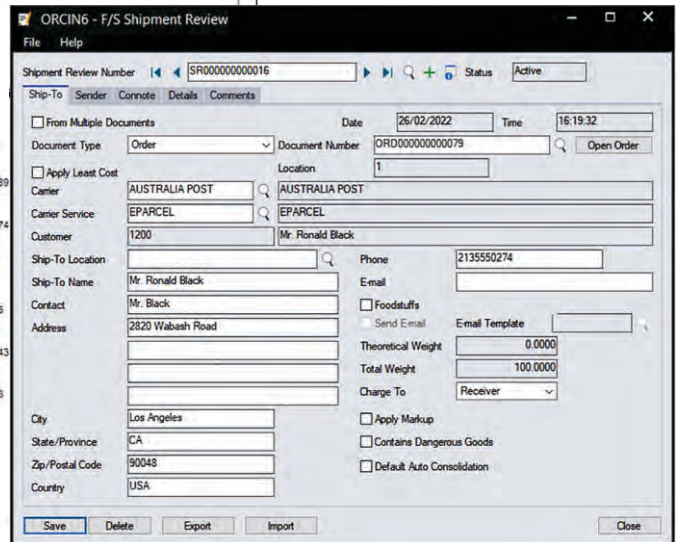 ORCIN6 - F/S Shipment Review
File Help
Shipment Review Number SR000000000016 Status Active
Ship-To Sender Connote Details Comments
From Multiple Documents Date 26/02/2022 Time 16:19:32
Document Type Order Document Number ORD000000000079 Open Order
Apply Least Cost Location 1
Carrier AUSTRALIA POST AUSTRALIA POST
Carrier Service EPARCEL EPARCEL
Customer 1200 Mr. Ronald Black
Ship-To Location Phone 2135550274
Ship-To Name Mr. Ronald Black E-mail
Contact Mr. Black Foodstuffs
Address 2820 Wabash Road Send E-mail E-mail Template
Theoretical Weight 0.0000
Total Weight 100.0000
Charge To Receiver
City Los Angeles Apply Markup
State/Province CA Contains Dangerous Goods
Zip/Postal Code 90048 Default Auto Consolidation
Country USA
Save Delete Export Import Close